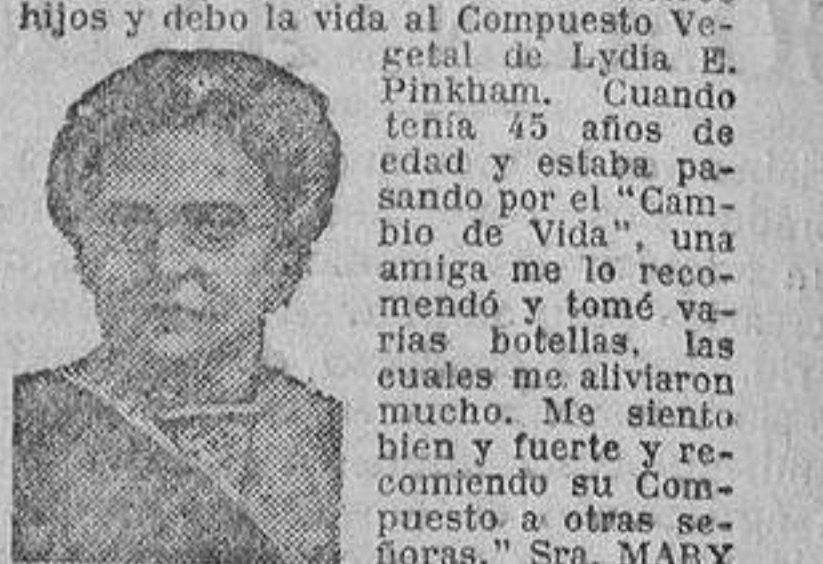 hijos y debo la vida al Compuesto Ve-
getal de Lydia E.
Pinkham. Cuando
tenía 45 años de
edad y estaba pa-
sando por el "Cam-
bio de Vida", una
amiga me lo reco-
mendó y tomé va-
rias botellas, las
cuales me aliviaron
mucho. Me siento
bien y fuerte y re-
comiendo su Com-
puesto a otras se-
ñoras." Sra. MARY